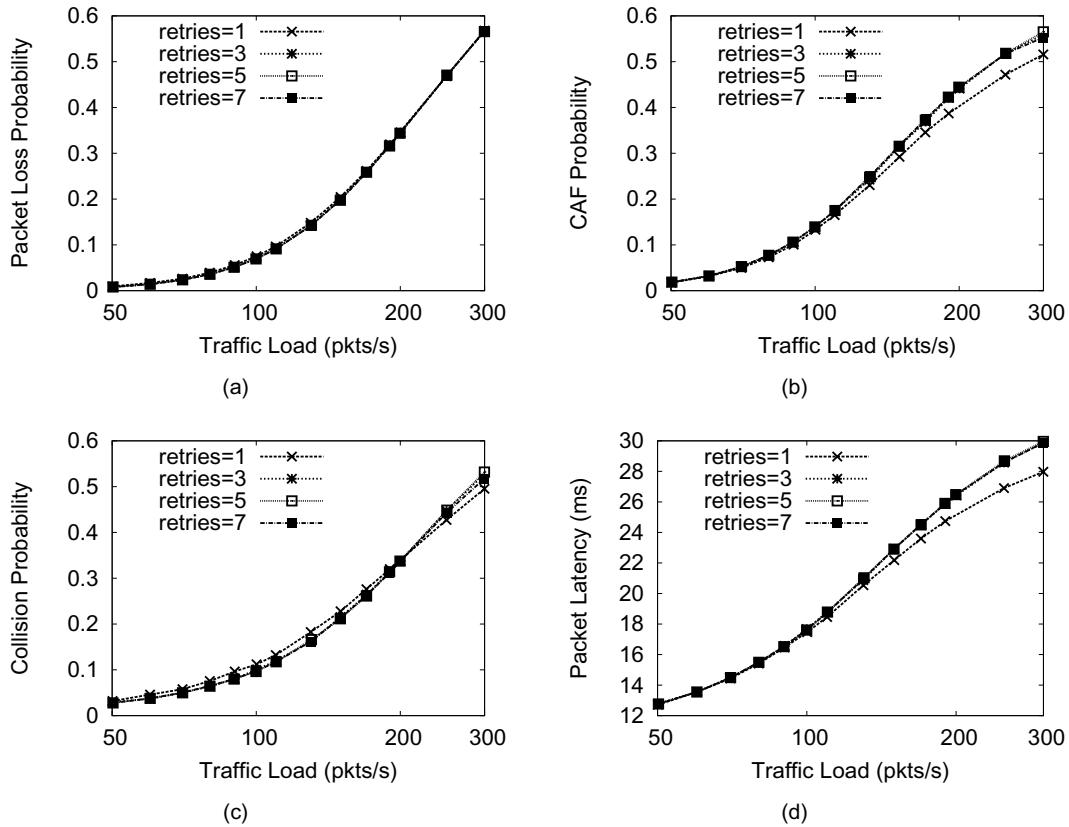 Packet Loss Probability
0.6
0.5
0.4
0.3
0.2
0.1
0
retries=1
retries=3
retries=5
retries=7
50 100 200 300
Traffic Load (pkts/s)
(a)
CAF Probability
0.6
0.5
0.4
0.3
0.2
0.1
0
retries=1
retries=3
retries=5
retries=7
50 100 200 300
Traffic Load (pkts/s)
(b)
Collision Probability
0.6
0.5
0.4
0.3
0.2
0.1
0
retries=1
retries=3
retries=5
retries=7
50 100 200 300
Traffic Load (pkts/s)
(c)
Packet Latency (ms)
30
28
26
24
22
20
18
16
14
12
retries=1
retries=3
retries=5
retries=7
50 100 200 300
Traffic Load (pkts/s)
(d)